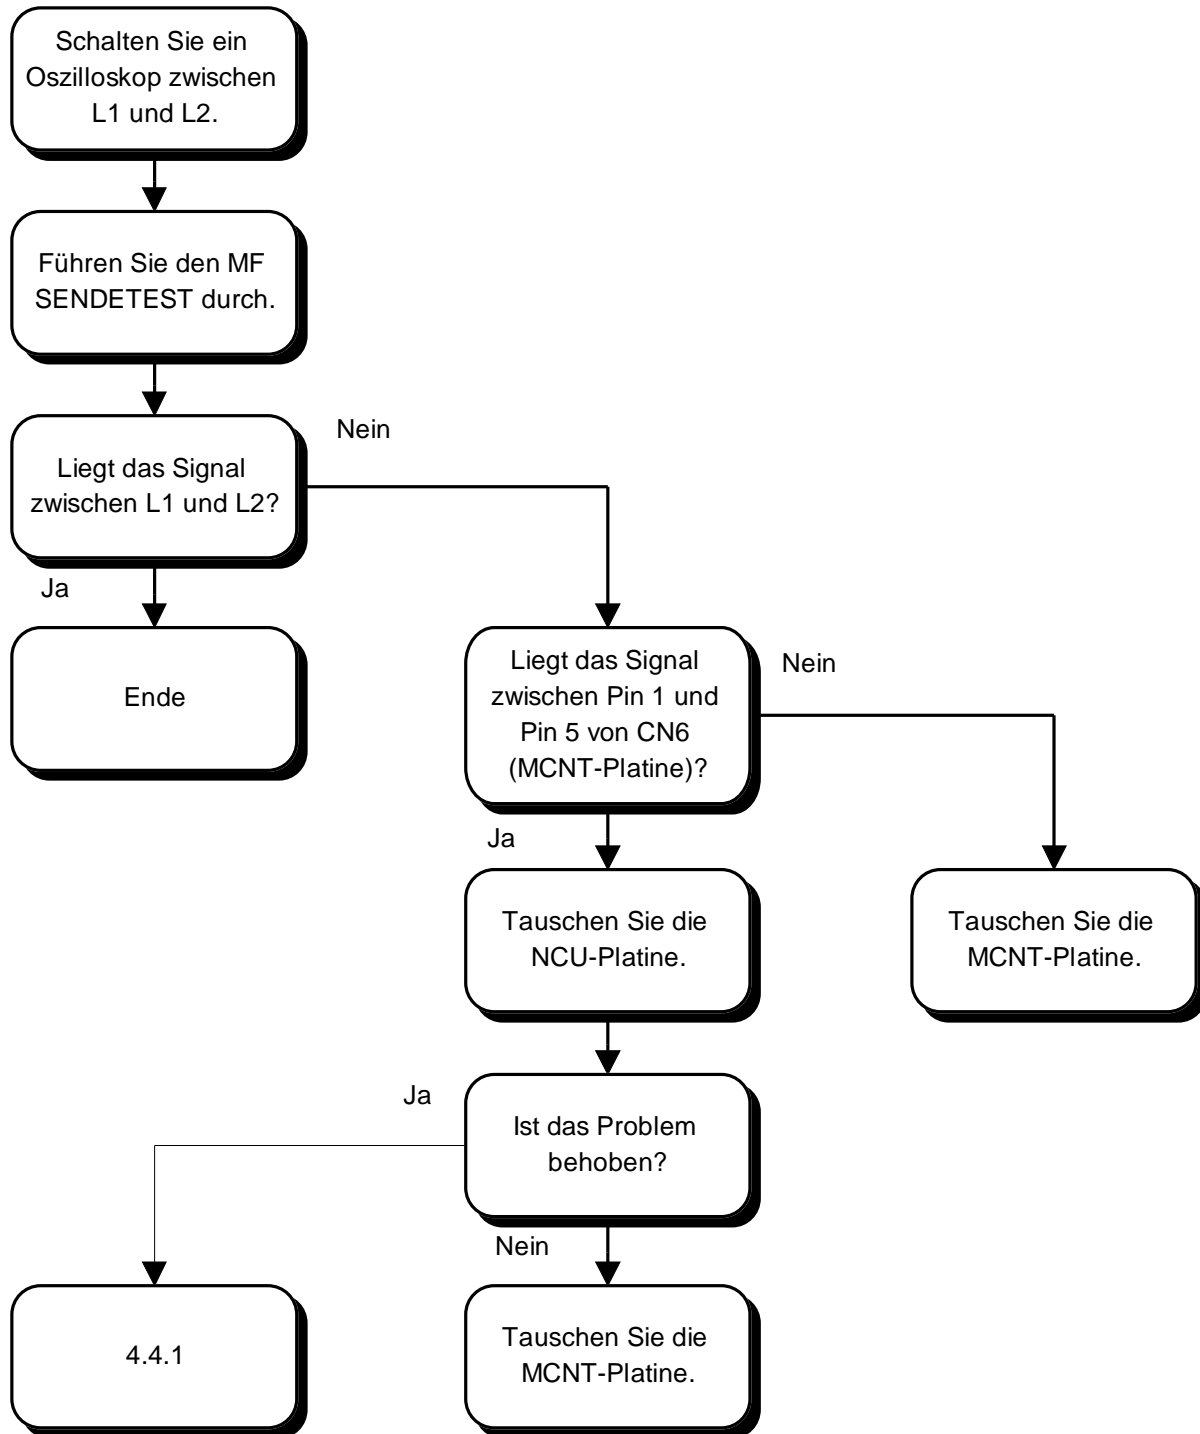 Schalten Sie ein
Oszilloskop zwischen
L1 und L2.
Führen Sie den MF
SENDETEST durch.
Nein
Liegt das Signal
zwischen L1 und L2?
Ja
Ende
Liegt das Signal
zwischen Pin 1 und
Pin 5 von CN6
(MCNT-Platine)?
Nein
Ja
Tauschen Sie die
NCU-Platine.
Tauschen Sie die
MCNT-Platine.
Ja
Ist das Problem
behoben?
Nein
4.4.1
Tauschen Sie die
MCNT-Platine.